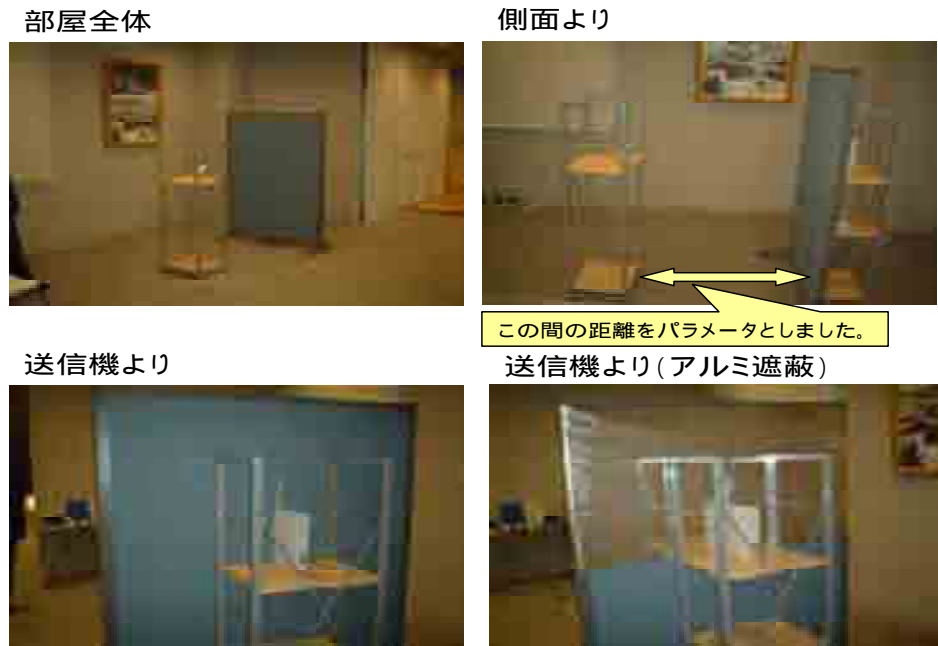 部屋全体
側面より
この間の距離をパラメータとしました。
送信機より
送信機より(アルミ遮蔽)